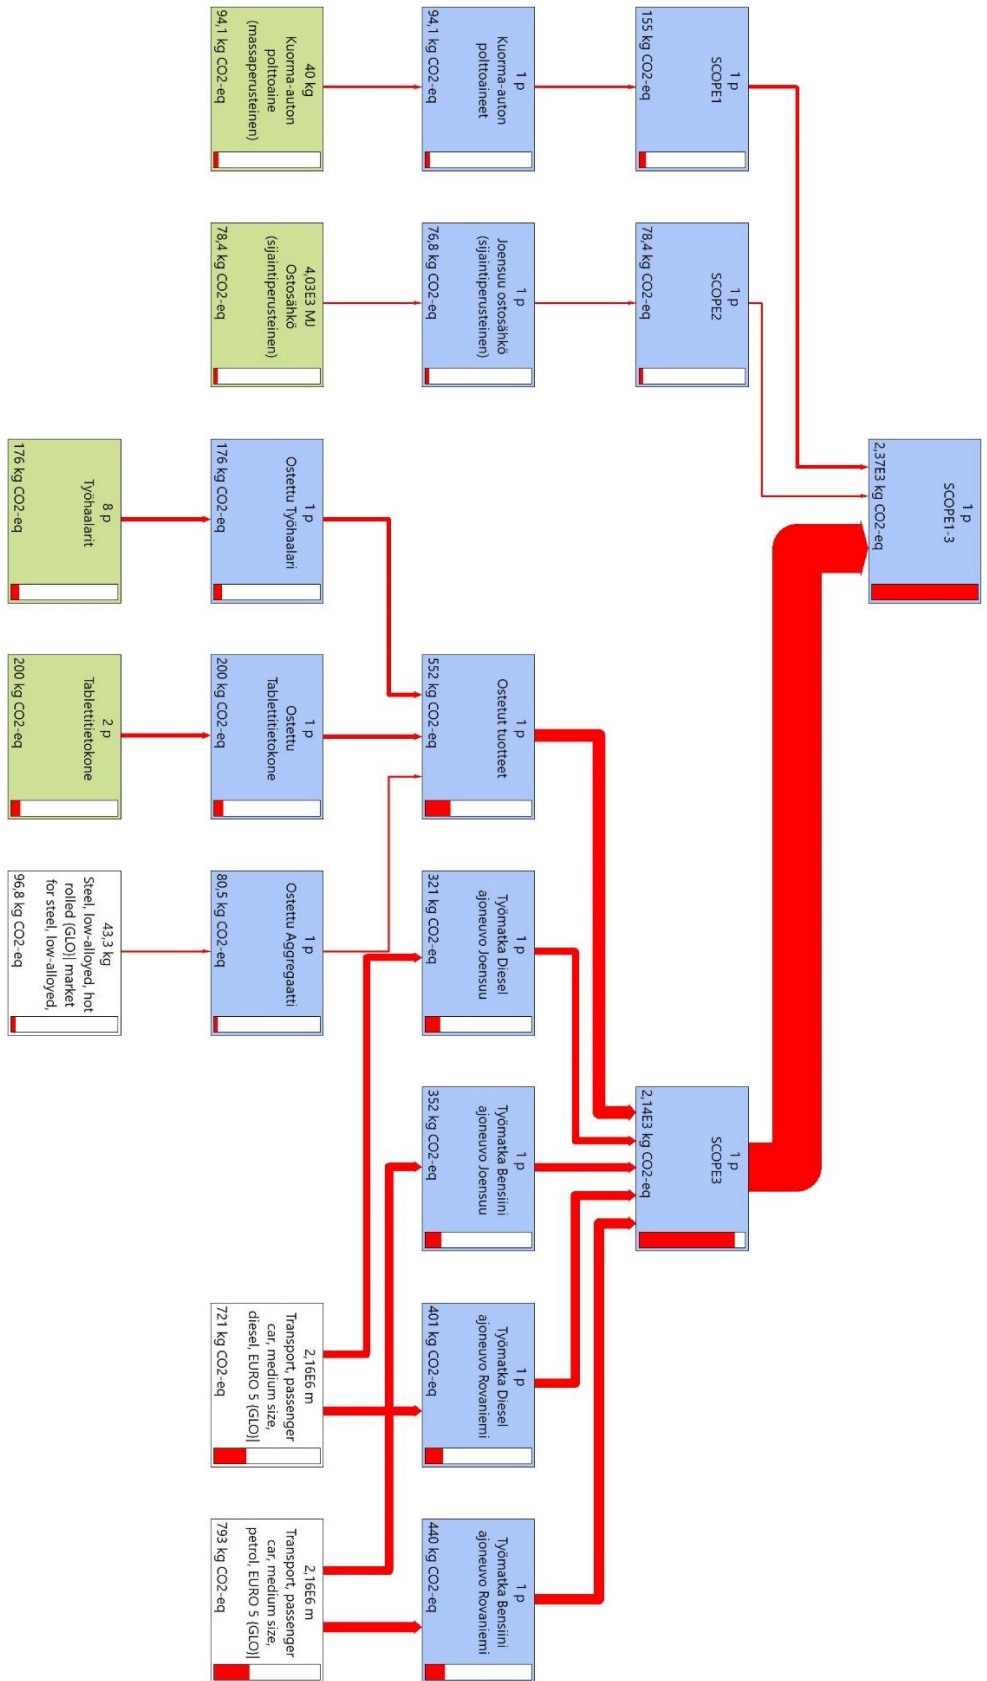 1 p
SCOPE1-3
2,37E3 kg CO2-eq
1 p
SCOPE1
155 kg CO2-eq
1 p
SCOPE2
78,4 kg CO2-eq
1 p
SCOPE3
2,14E3 kg CO2-eq
1 p
Kuorma-auton
polttoaineet
94,1 kg CO2-eq
1 p
Joensuu ostosähkö
(sijaintiperusteinen)
76,8 kg CO2-eq
1 p
Ostetut tuotteet
552 kg CO2-eq
1 p
Työmatka Diesel
ajoneuvo Joensuu
321 kg CO2-eq
1 p
Työmatka Bensiini
ajoneuvo Joensuu
352 kg CO2-eq
1 p
Työmatka Diesel
ajoneuvo Rovaniemi
401 kg CO2-eq
1 p
Työmatka Bensiini
ajoneuvo Rovaniemi
440 kg CO2-eq
40 kg
Kuorma-auton
polttoaine
(massaperusteinen)
94,1 kg CO2-eq
4,03E3 MJ
Ostosähkö
(sijaintiperusteinen)
78,4 kg CO2-eq
1 p
Ostettu Työhaalari
176 kg CO2-eq
1 p
Ostettu
Tablettitietokone
200 kg CO2-eq
1 p
Ostettu Aggregaatti
80,5 kg CO2-eq
2,16E6 m
Transport, passenger
car, medium size,
diesel, EURO 5 {GLO}|
721 kg CO2-eq
2,16E6 m
Transport, passenger
car, medium size,
petrol, EURO 5 {GLO}|
793 kg CO2-eq
8 p
Työhaalarit
176 kg CO2-eq
2 p
Tablettitietokone
200 kg CO2-eq
43,3 kg
Steel, low-alloyed, hot
rolled {GLO}| market
for steel, low-alloyed,
96,8 kg CO2-eq